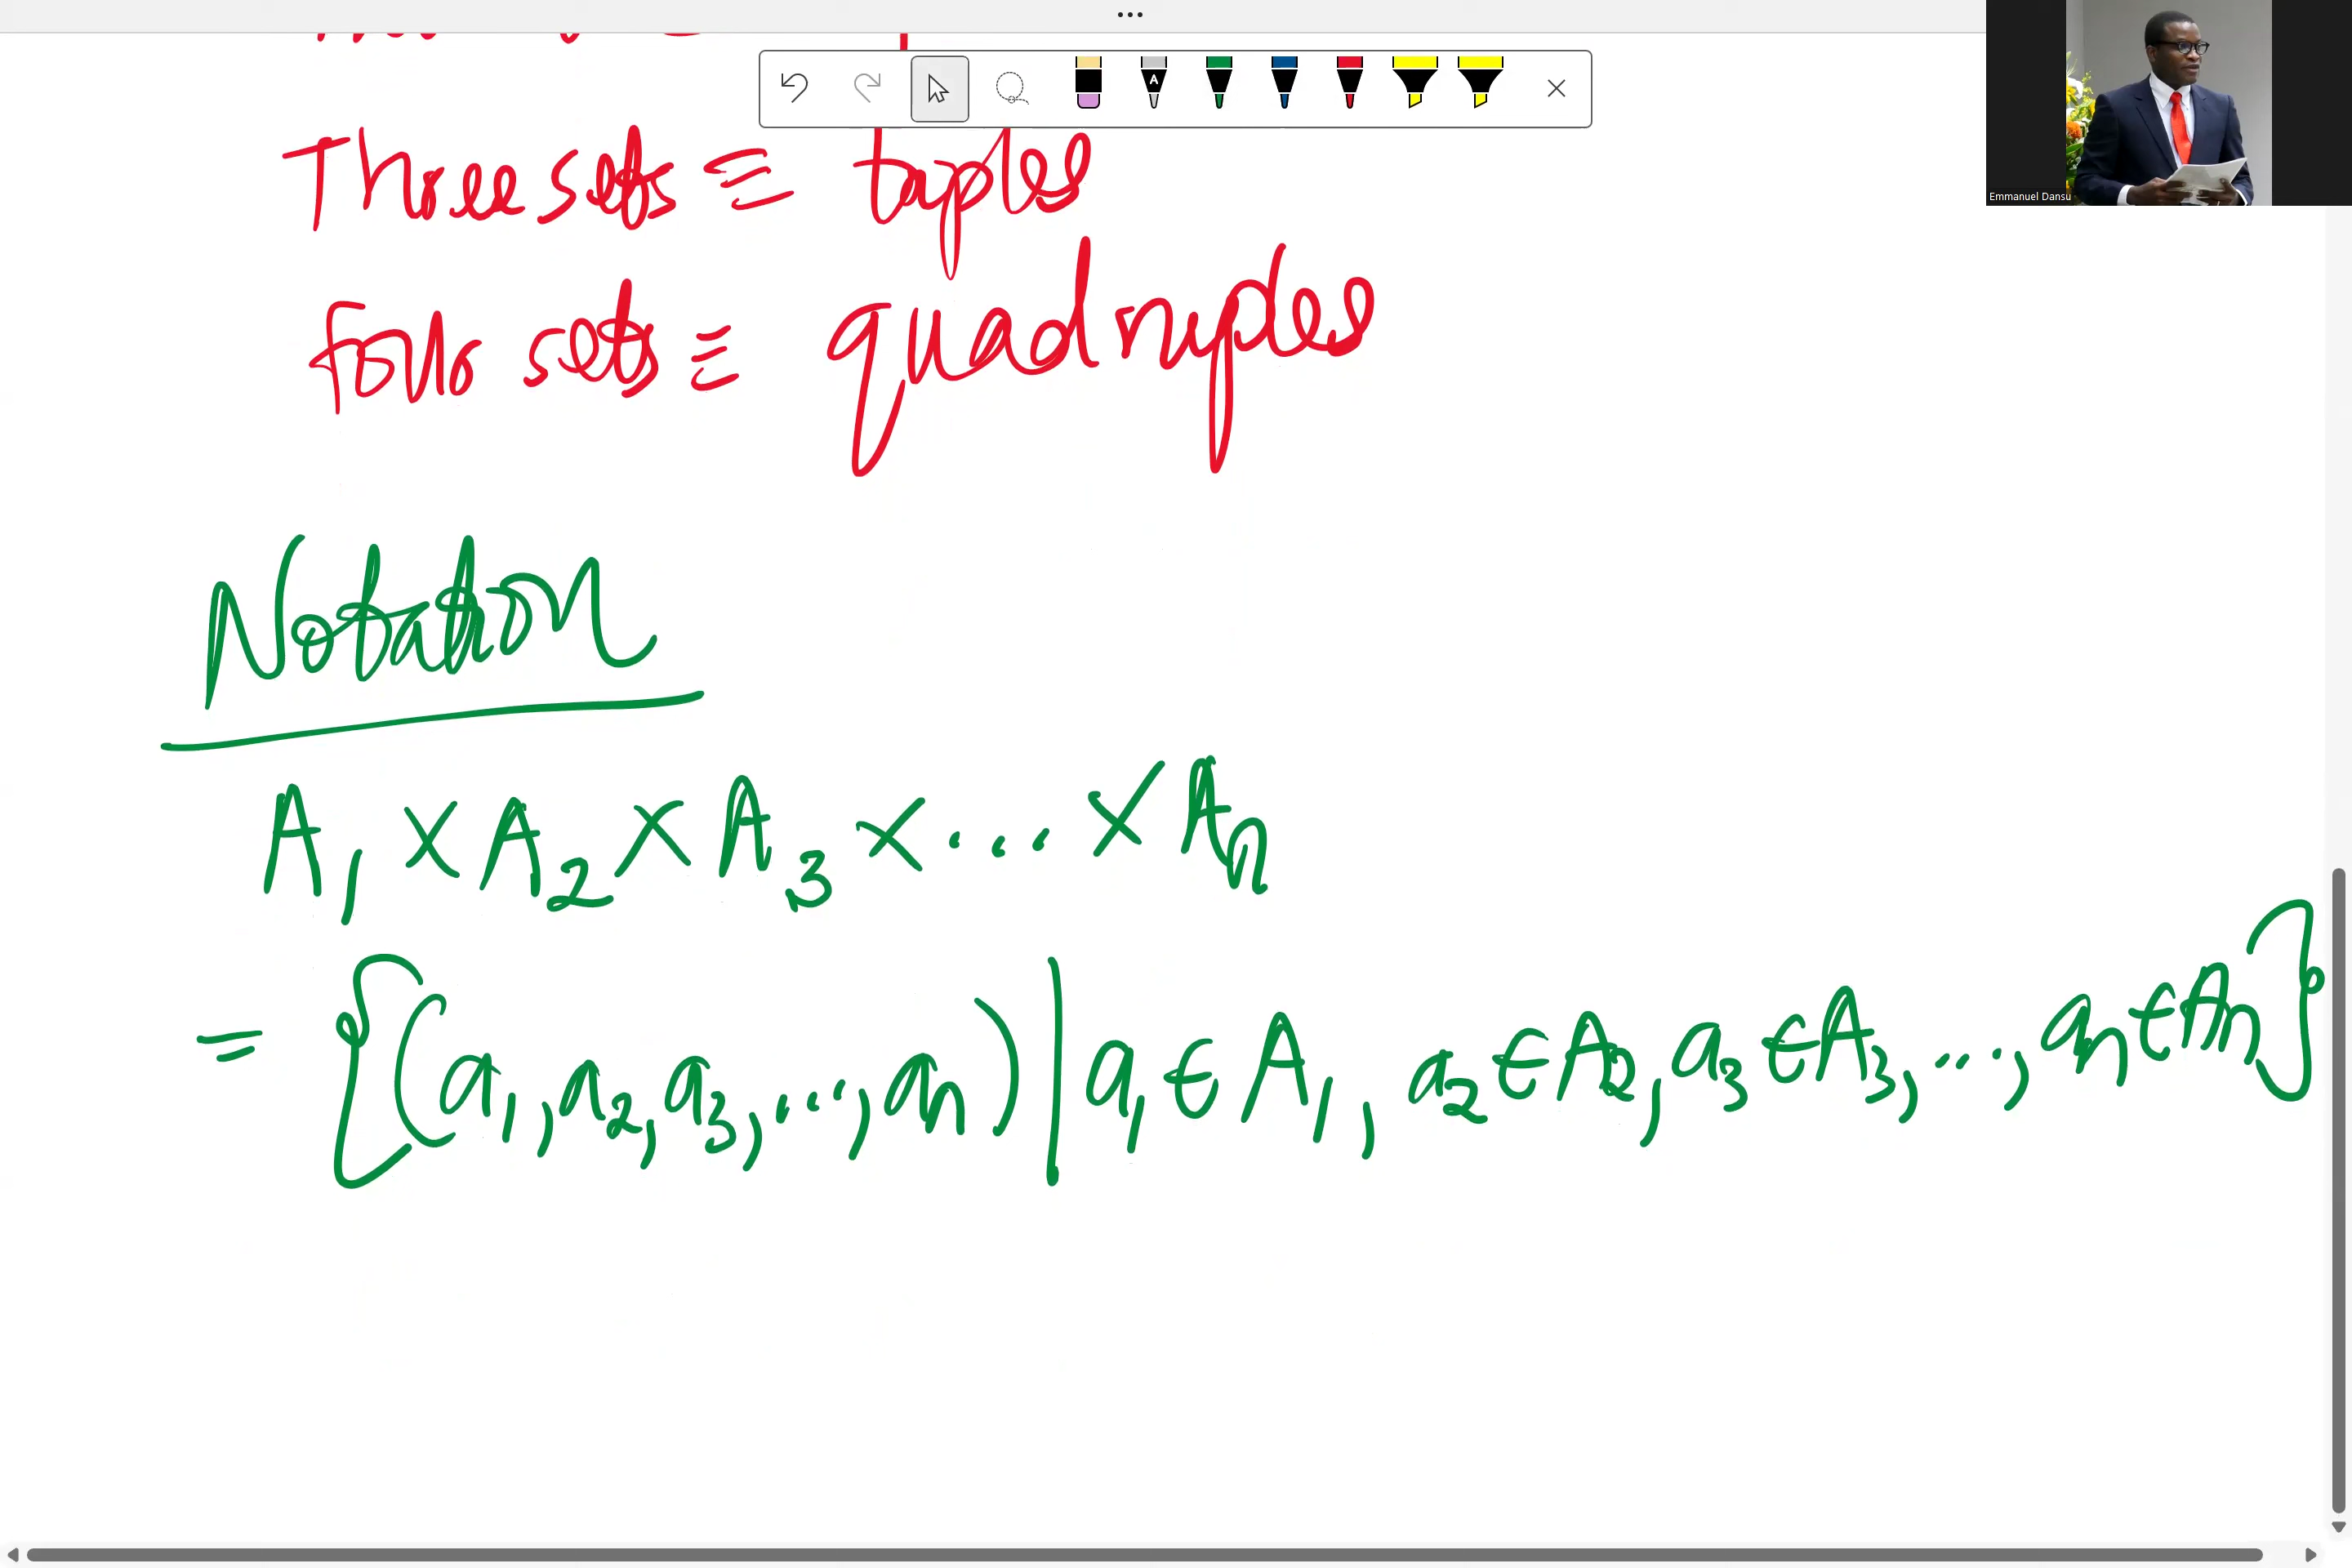 Emmanuel Dansu
Three sets ≡ tuples
Four sets ≡ quadruples
Notation
A₁ × A₂ × A₃ × ... × Aₙ
= {(a₁, a₂, a₃, ..., aₙ) | a₁ ∈ A₁, a₂ ∈ A₂, a₃ ∈ A₃, ..., aₙ ∈ Aₙ}